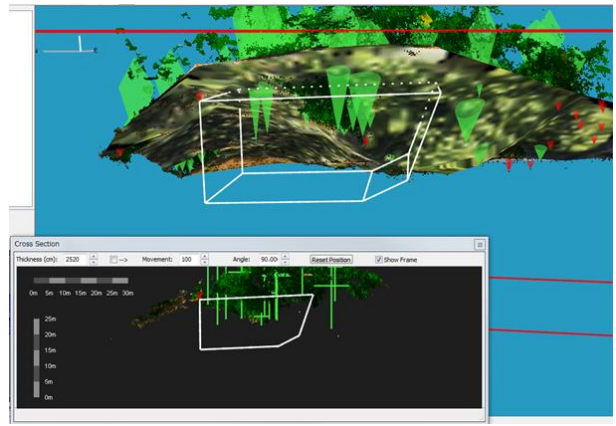 Cross Section
Thickness (cm): 2520 --> Movement: 100 Angle: 90.00 Reset Position Show Frame
0m 5m 10m 15m 20m 25m 30m
25m
20m
15m
10m
5m
0m